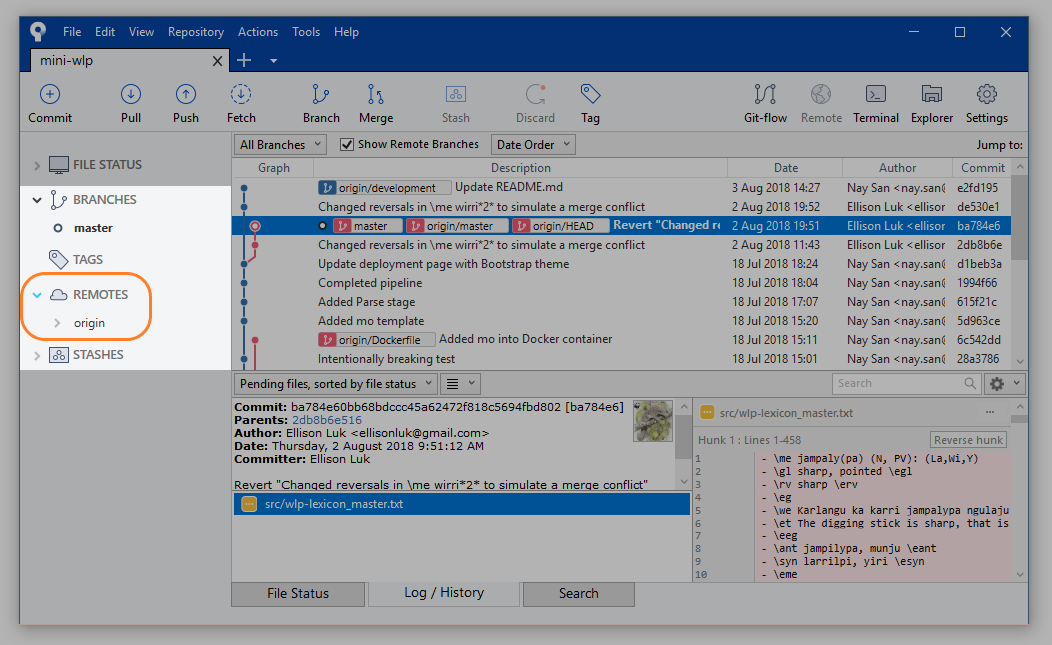 File Edit View Repository Actions Tools Help
mini-wlp
Commit Pull Push Fetch Branch Merge Stash Discard Tag Git-flow Remote Terminal Explorer Settings
All Branches Show Remote Branches Date Order Jump to:
FILE STATUS
BRANCHES
master
TAGS
REMOTES
origin
STASHES
Graph Description Date Author Commit
origin/development Update README.md 3 Aug 2018 14:27 Nay San <nay.san@ e2fd195
Changed reversals in \me wirri*2* to simulate a merge conflict 2 Aug 2018 19:52 Ellison Luk <ellison de530e1
master origin/master origin/HEAD Revert "Changed re 2 Aug 2018 19:51 Ellison Luk <ellison ba784e6
Changed reversals in \me wirri*2* to simulate a merge conflict 2 Aug 2018 11:43 Ellison Luk <ellison 2db8b6e
Update deployment page with Bootstrap theme 18 Jul 2018 18:24 Nay San <nay.san@ d1beb3a
Completed pipeline 18 Jul 2018 18:04 Nay San <nay.san@ 1994f66
Added Parse stage 18 Jul 2018 17:07 Nay San <nay.san@ 615f21c
Added mo template 18 Jul 2018 15:20 Nay San <nay.san@ 5d963ce
origin/Dockerfile Added mo into Docker container 18 Jul 2018 15:11 Nay San <nay.san@ 6c542dd
Intentionally breaking test 18 Jul 2018 15:01 Nay San <nay.san@ 28a3786
Pending files, sorted by file status Search
Commit: ba784e60bb68bdccc45a62472f818c5694fbd802 [ba784e6]
Parents: 2db8b6e516
Author: Ellison Luk <ellisonluk@gmail.com>
Date: Thursday, 2 August 2018 9:51:12 AM
Committer: Ellison Luk
Revert "Changed reversals in \me wirri*2* to simulate a merge conflict"
src/wlp-lexicon_master.txt
src/wlp-lexicon_master.txt
Hunk 1 : Lines 1-458 Reverse hunk
1 - \me jampaly(pa) (N, PV): (La,Wi,Y)
2 - \gl sharp, pointed \egl
3 - \rv sharp \erv
4 - \eg
5 - \we Karlangu ka karri jampalypa ngulaju
6 - \et The digging stick is sharp, that is
7 - \eeg
8 - \ant jampilypa, munju \eant
9 - \syn larrilpi, yiri \esyn
10 - \eme
File Status Log / History Search